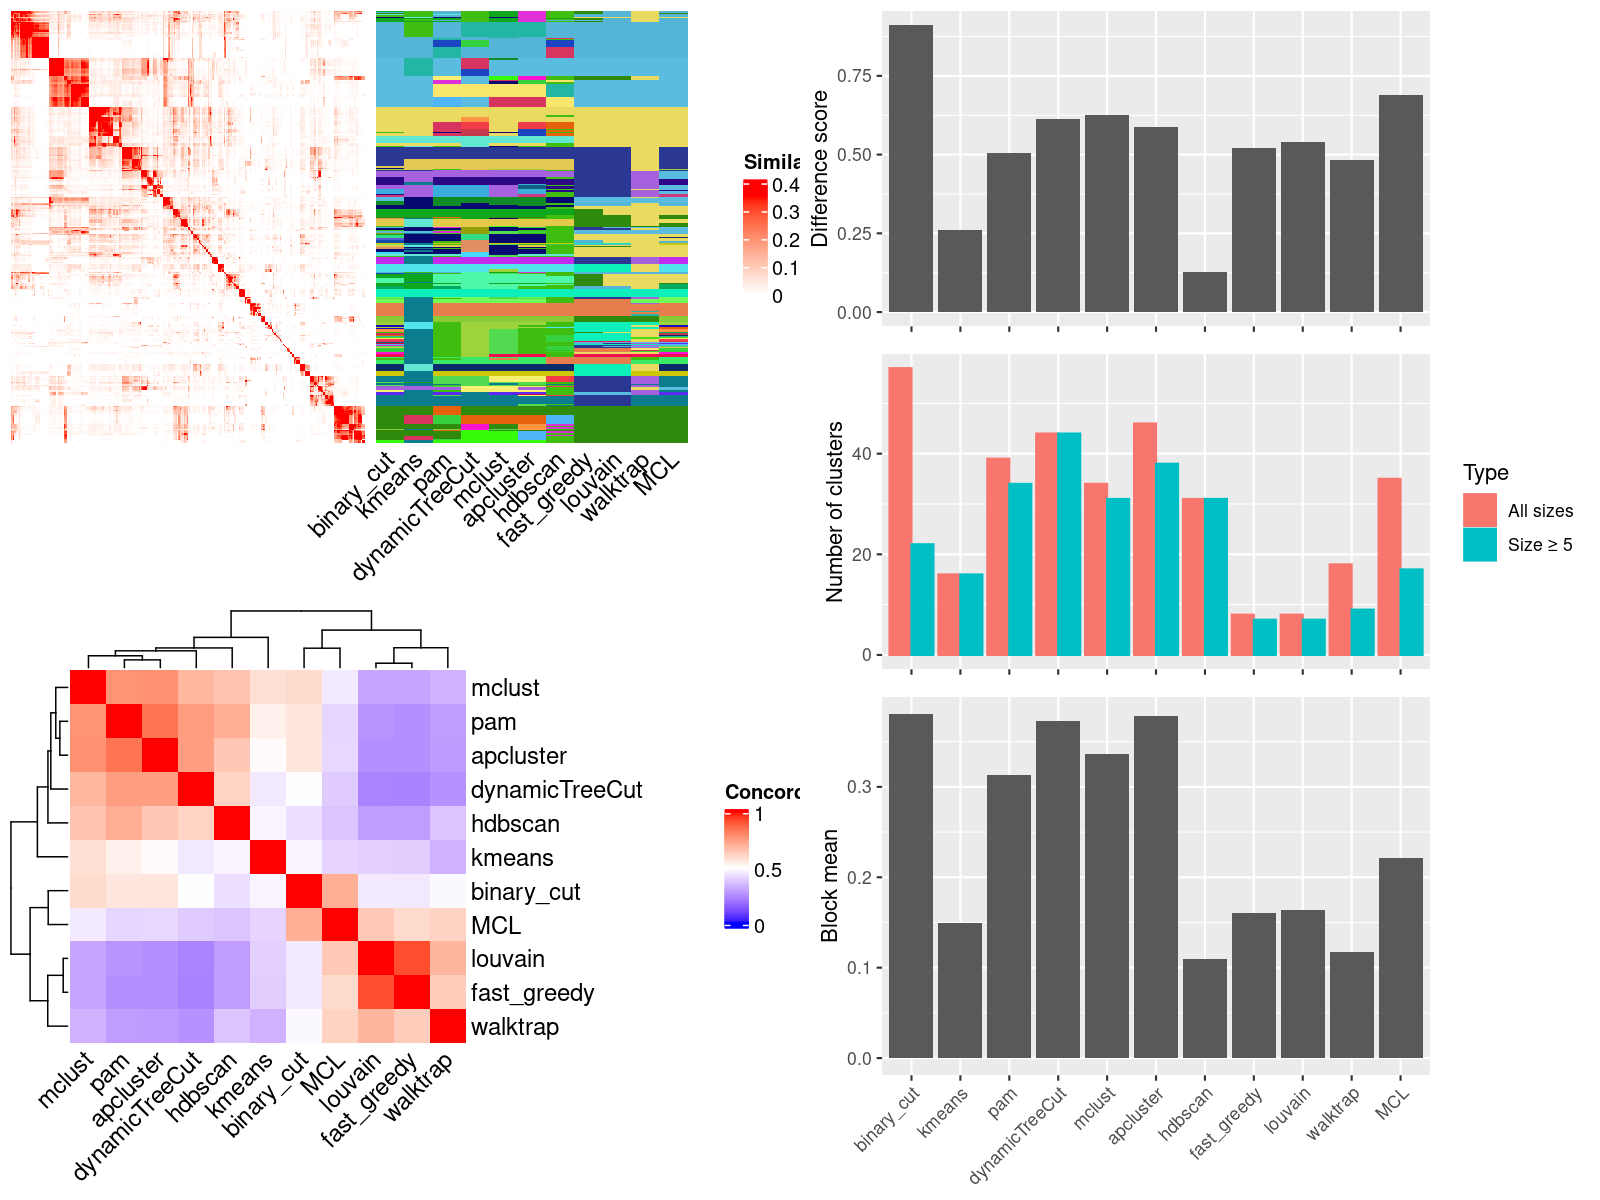 Simila
0.4
0.3
0.2
0.1
0
binary_cut
kmeans
pam
dynamicTreeCut
mclust
apcluster
hdbscan
fast_greedy
louvain
walktrap
MCL
mclust
pam
apcluster
dynamicTreeCut
hdbscan
kmeans
binary_cut
MCL
louvain
fast_greedy
walktrap
mclust
pam
apcluster
dynamicTreeCut
hdbscan
kmeans
binary_cut
MCL
louvain
fast_greedy
walktrap
Concord
1
0.5
0
Difference score
0.75
0.50
0.25
0.00
Number of clusters
40
20
0
Type
All sizes
Size ≥ 5
Block mean
0.3
0.2
0.1
0.0
binary_cut
kmeans
pam
dynamicTreeCut
mclust
apcluster
hdbscan
fast_greedy
louvain
walktrap
MCL